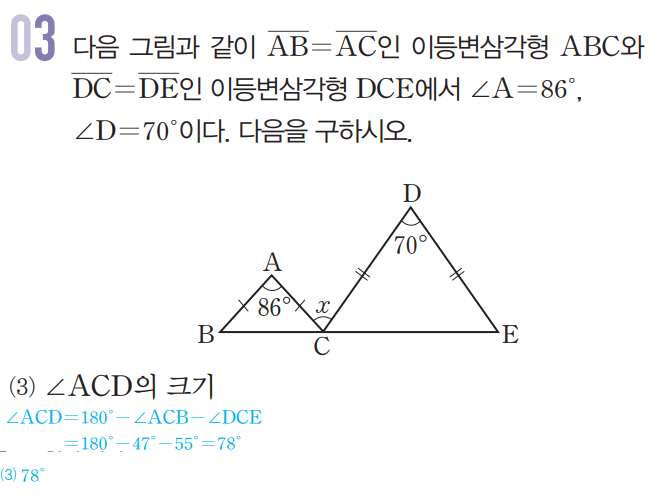 03 다음 그림과 같이 AB=AC인 이등변삼각형 ABC와
DC=DE인 이등변삼각형 DCE에서 ∠A=86°,
∠D=70°이다. 다음을 구하시오.
D
70°
A
86°
x
B
C
E
(3) ∠ACD의 크기
∠ACD=180°-∠ACB-∠DCE
=180°-47°-55°=78°
(3) 78°